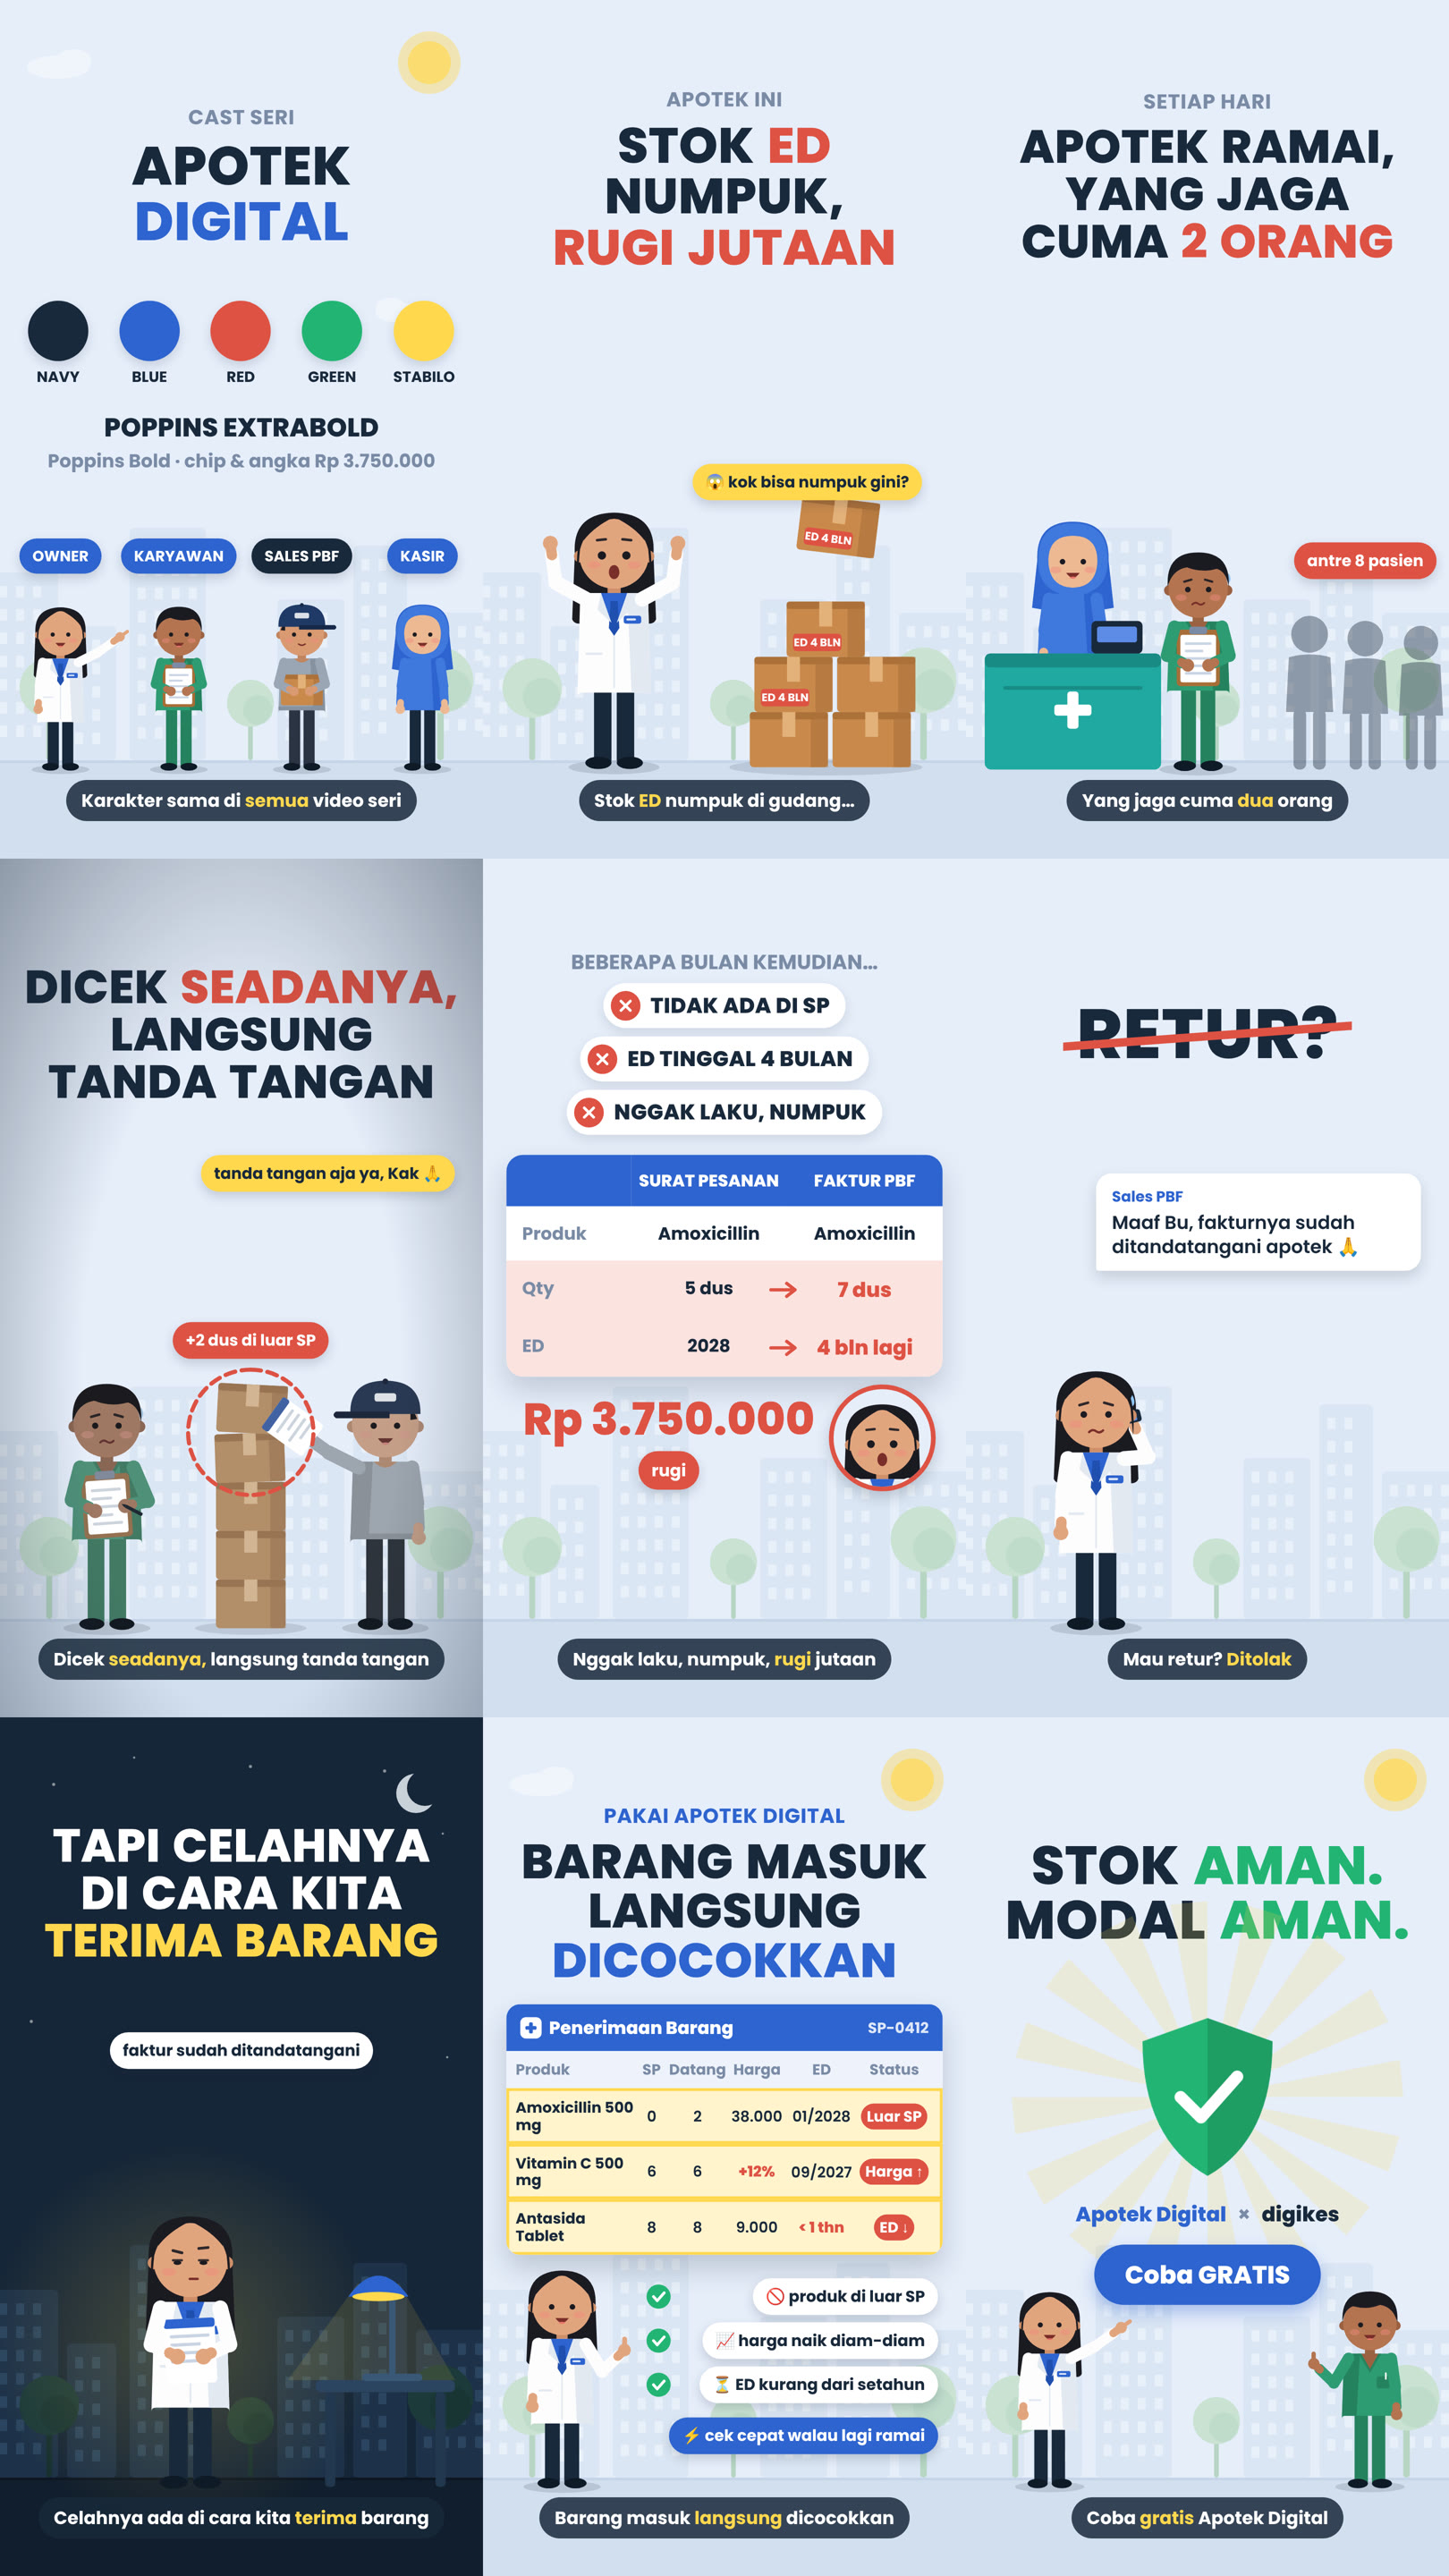 CAST SERI
APOTEK
DIGITAL
NAVY
BLUE
RED
GREEN
STABILO
POPPINS EXTRABOLD
Poppins Bold · chip & angka Rp 3.750.000
OWNER
KARYAWAN
SALES PBF
KASIR
Karakter sama di semua video seri
APOTEK INI
STOK ED
NUMPUK,
RUGI JUTAAN
😱 kok bisa numpuk gini?
ED 4 BLN
ED 4 BLN
ED 4 BLN
Stok ED numpuk di gudang...
SETIAP HARI
APOTEK RAMAI,
YANG JAGA
CUMA 2 ORANG
antre 8 pasien
Yang jaga cuma dua orang
DICEK SEADANYA,
LANGSUNG
TANDA TANGAN
tanda tangan aja ya, Kak 🙏
+2 dus di luar SP
Dicek seadanya, langsung tanda tangan
BEBERAPA BULAN KEMUDIAN...
TIDAK ADA DI SP
ED TINGGAL 4 BULAN
NGGAK LAKU, NUMPUK
SURAT PESANAN FAKTUR PBF
Produk Amoxicillin Amoxicillin
Qty 5 dus → 7 dus
ED 2028 → 4 bln lagi
Rp 3.750.000
rugi
Nggak laku, numpuk, rugi jutaan
RETUR?
Sales PBF
Maaf Bu, fakturnya sudah
ditandatangani apotek 🙏
Mau retur? Ditolak
TAPI CELAHNYA
DI CARA KITA
TERIMA BARANG
faktur sudah ditandatangani
Celahnya ada di cara kita terima barang
PAKAI APOTEK DIGITAL
BARANG MASUK
LANGSUNG
DICOCOKKAN
Penerimaan Barang SP-0412
Produk SP Datang Harga ED Status
Amoxicillin 500
mg 0 2 38.000 01/2028 Luar SP
Vitamin C 500
mg 6 6 +12% 09/2027 Harga ↑
Antasida
Tablet 8 8 9.000 < 1 thn ED ↓
🚫 produk di luar SP
📈 harga naik diam-diam
⏳ ED kurang dari setahun
⚡ cek cepat walau lagi ramai
Barang masuk langsung dicocokkan
STOK AMAN.
MODAL AMAN.
Apotek Digital × digikes
Coba GRATIS
Coba gratis Apotek Digital